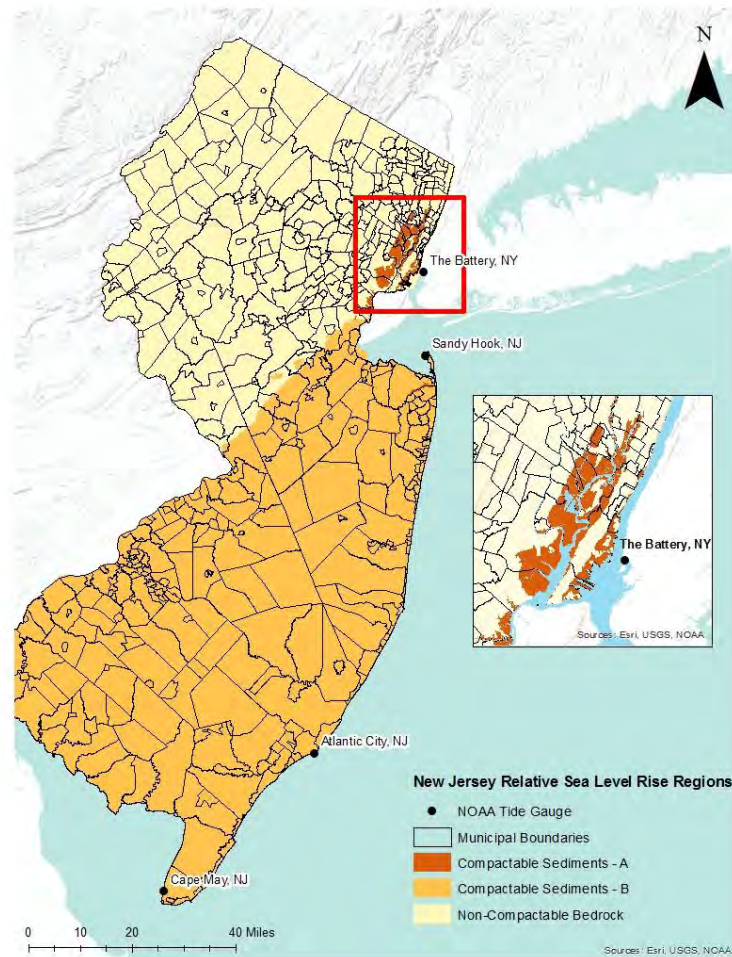 N
The Battery, NY
Sandy Hook, NJ
The Battery, NY
Sources: Esri, USGS, NOAA
Atlantic City, NJ
New Jersey Relative Sea Level Rise Regions
NOAA Tide Gauge
Municipal Boundaries
Compactable Sediments - A
Compactable Sediments - B
Non-Compactable Bedrock
Cape May, NJ
0 10 20 40 Miles
Sources: Esri, USGS, NOAA